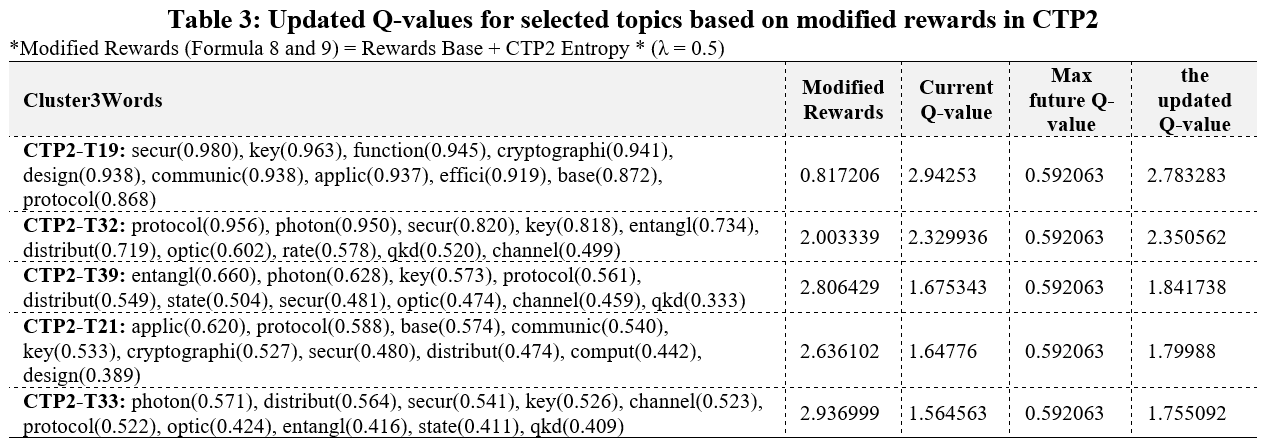 Table 3: Updated Q-values for selected topics based on modified rewards in CTP2
*Modified Rewards (Formula 8 and 9) = Rewards Base + CTP2 Entropy * (λ = 0.5)
Cluster3Words
Modified
Rewards
Current
Q-value
Max
future Q-
value
the
updated
Q-value
CTP2-T19: secur(0.980), key(0.963), function(0.945), cryptographi(0.941),
design(0.938), communic(0.938), applic(0.937), effici(0.919), base(0.872),
protocol(0.868)
0.817206 2.94253 0.592063 2.783283
CTP2-T32: protocol(0.956), photon(0.950), secur(0.820), key(0.818), entangl(0.734),
distribut(0.719), optic(0.602), rate(0.578), qkd(0.520), channel(0.499)
2.003339 2.329936 0.592063 2.350562
CTP2-T39: entangl(0.660), photon(0.628), key(0.573), protocol(0.561),
distribut(0.549), state(0.504), secur(0.481), optic(0.474), channel(0.459), qkd(0.333)
2.806429 1.675343 0.592063 1.841738
CTP2-T21: applic(0.620), protocol(0.588), base(0.574), communic(0.540),
key(0.533), cryptographi(0.527), secur(0.480), distribut(0.474), comput(0.442),
design(0.389)
2.636102 1.64776 0.592063 1.79988
CTP2-T33: photon(0.571), distribut(0.564), secur(0.541), key(0.526), channel(0.523),
protocol(0.522), optic(0.424), entangl(0.416), state(0.411), qkd(0.409)
2.936999 1.564563 0.592063 1.755092